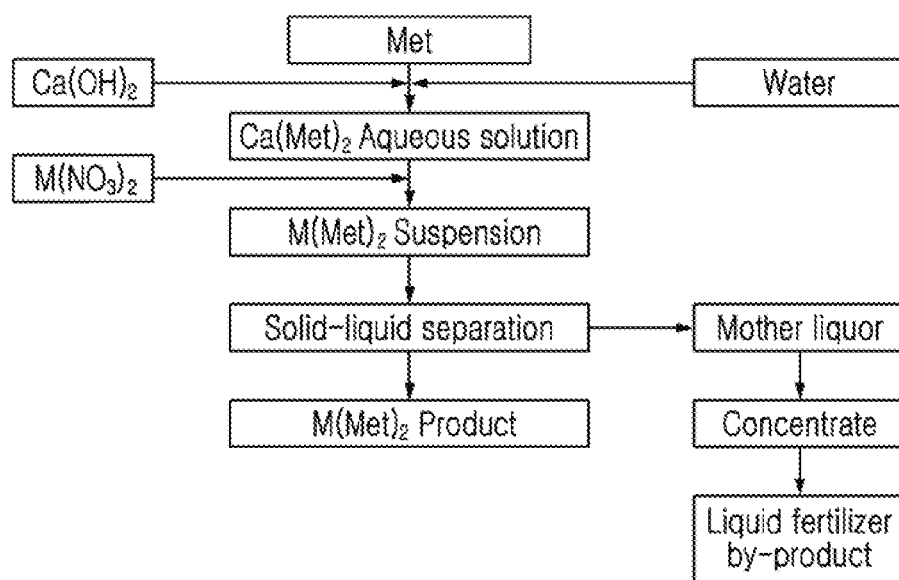 Met
Ca(OH)₂
Water
Ca(Met)₂ Aqueous solution
M(NO₃)₂
M(Met)₂ Suspension
Solid-liquid separation
Mother liquor
M(Met)₂ Product
Concentrate
Liquid fertilizer
by-product